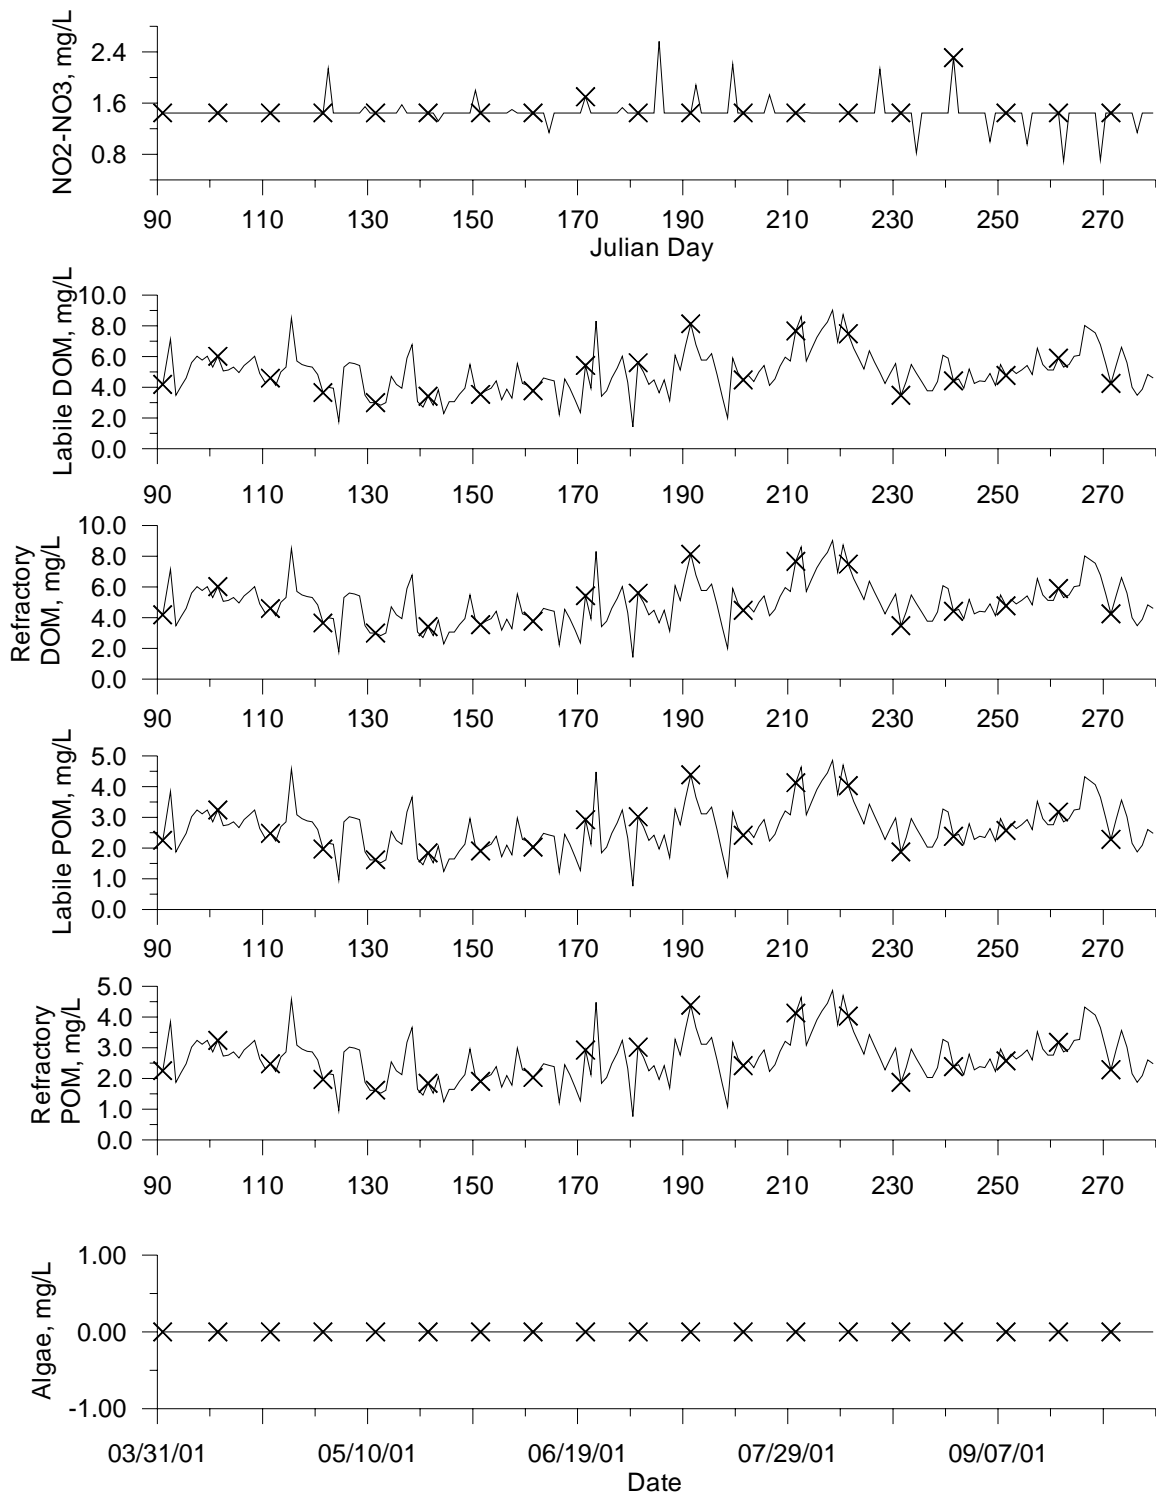 NO2-NO3, mg/L
2.4
1.6
0.8
90 110 130 150 170 190 210 230 250 270
Julian Day
Labile DOM, mg/L
10.0
8.0
6.0
4.0
2.0
0.0
90 110 130 150 170 190 210 230 250 270
Refractory
DOM, mg/L
10.0
8.0
6.0
4.0
2.0
0.0
90 110 130 150 170 190 210 230 250 270
Labile POM, mg/L
5.0
4.0
3.0
2.0
1.0
0.0
90 110 130 150 170 190 210 230 250 270
Refractory
POM, mg/L
5.0
4.0
3.0
2.0
1.0
0.0
90 110 130 150 170 190 210 230 250 270
Algae, mg/L
1.00
0.00
-1.00
03/31/01 05/10/01 06/19/01 07/29/01 09/07/01
Date